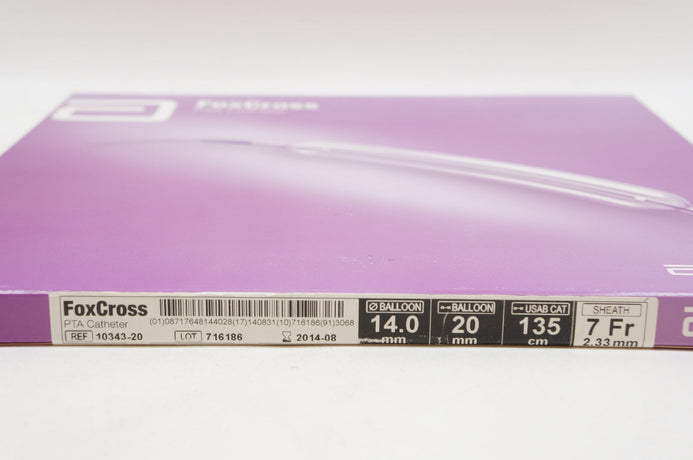 FoxCross
FoxCross
PTA Catheter
REF 10343-20
(01)08717648144028(17)140831(10)716186(91)3068
LOT 716186
2014-08
Ø BALLOON
14.0
mm
BALLOON
20
mm
USAB CAT
135
cm
SHEATH
7 Fr
2.33 mm